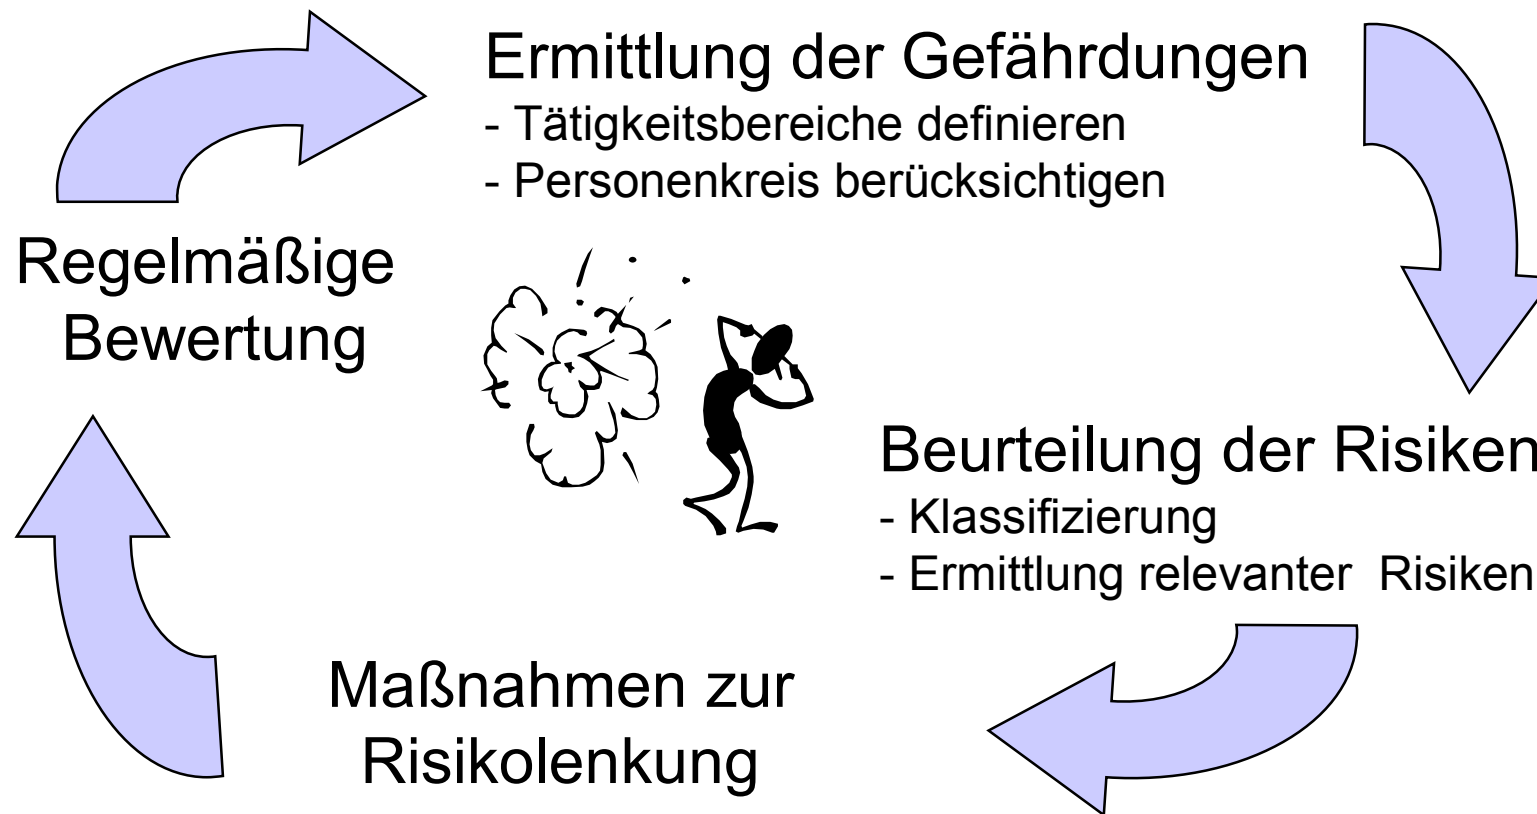 Ermittlung der Gefährdungen
- Tätigkeitsbereiche definieren
- Personenkreis berücksichtigen
Beurteilung der Risiken
- Klassifizierung
- Ermittlung relevanter  Risiken
Maßnahmen zur
Risikolenkung
Regelmäßige
Bewertung